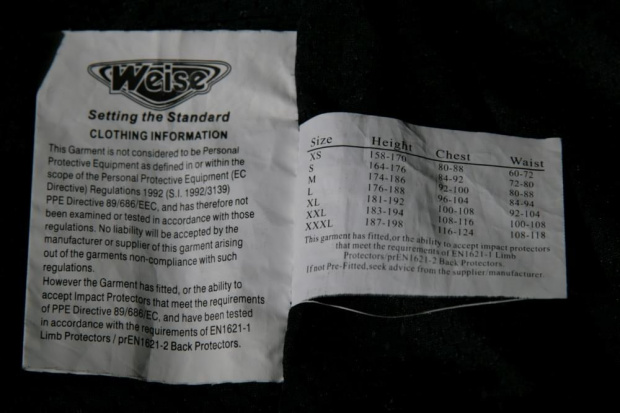 Weise
Setting the Standard
CLOTHING INFORMATION
This Garment is not considered to be Personal
Protective Equipment as defined in or within the
scope of the Personal Protective Equipment (EC
Directive) Regulations 1992 (S.I. 1992/3139)
PPE Directive 89/686/EEC, and has therefore not
been examined or tested in accordance with those
regulations. No liability will be accepted by the
manufacturer or supplier of this garment arising
out of the garments non-compliance with such
regulations.
However the Garment has fitted, or the ability to
accept Impact Protectors that meet the requirements
of PPE Directive 89/686/EC, and have been tested
in accordance with the requirements of EN1621-1
Limb Protectors / prEN1621-2 Back Protectors.
Size Height Chest Waist
XS 158-170 80-88 60-72
S 164-176 84-92 72-80
M 174-186 92-100 80-88
L 176-188 96-104 84-94
XL 181-192 100-108 92-104
XXL 183-194 108-116 100-108
XXXL 187-198 116-124 108-118
This garment has fitted,or the ability to accept impact protectors
that meet the requirements of EN1621-1 Limb
Protectors/prEN1621-2 Back Protectors.
If not Pre-Fitted,seek advice from the supplier/manufacturer.